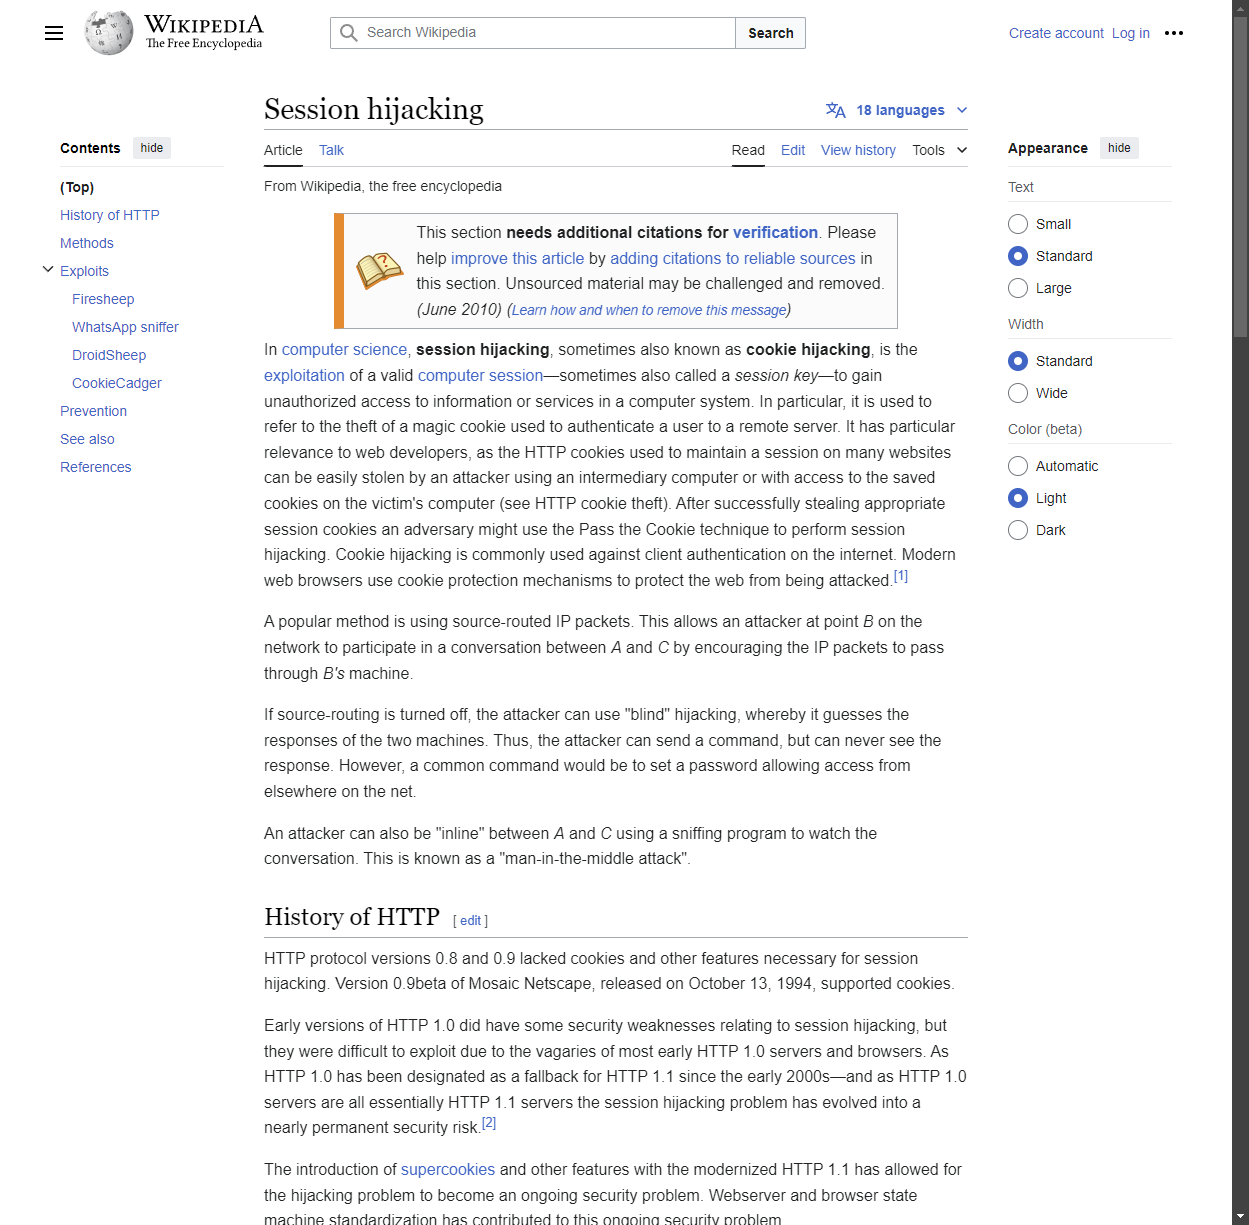 WIKIPEDIA
The Free Encyclopedia
Search Wikipedia
Search
Create account Log in
Session hijacking
18 languages
Contents hide
Article Talk
Read Edit View history Tools
Appearance hide
(Top)
History of HTTP
Methods
Exploits
Firesheep
WhatsApp sniffer
DroidSheep
CookieCadger
Prevention
See also
References
From Wikipedia, the free encyclopedia
This section needs additional citations for verification. Please
help improve this article by adding citations to reliable sources in
this section. Unsourced material may be challenged and removed.
(June 2010) (Learn how and when to remove this message)
In computer science, session hijacking, sometimes also known as cookie hijacking, is the
exploitation of a valid computer session—sometimes also called a session key—to gain
unauthorized access to information or services in a computer system. In particular, it is used to
refer to the theft of a magic cookie used to authenticate a user to a remote server. It has particular
relevance to web developers, as the HTTP cookies used to maintain a session on many websites
can be easily stolen by an attacker using an intermediary computer or with access to the saved
cookies on the victim's computer (see HTTP cookie theft). After successfully stealing appropriate
session cookies an adversary might use the Pass the Cookie technique to perform session
hijacking. Cookie hijacking is commonly used against client authentication on the internet. Modern
web browsers use cookie protection mechanisms to protect the web from being attacked.[1]
A popular method is using source-routed IP packets. This allows an attacker at point B on the
network to participate in a conversation between A and C by encouraging the IP packets to pass
through B's machine.
If source-routing is turned off, the attacker can use "blind" hijacking, whereby it guesses the
responses of the two machines. Thus, the attacker can send a command, but can never see the
response. However, a common command would be to set a password allowing access from
elsewhere on the net.
An attacker can also be "inline" between A and C using a sniffing program to watch the
conversation. This is known as a "man-in-the-middle attack".
History of HTTP [ edit ]
HTTP protocol versions 0.8 and 0.9 lacked cookies and other features necessary for session
hijacking. Version 0.9beta of Mosaic Netscape, released on October 13, 1994, supported cookies.
Early versions of HTTP 1.0 did have some security weaknesses relating to session hijacking, but
they were difficult to exploit due to the vagaries of most early HTTP 1.0 servers and browsers. As
HTTP 1.0 has been designated as a fallback for HTTP 1.1 since the early 2000s—and as HTTP 1.0
servers are all essentially HTTP 1.1 servers the session hijacking problem has evolved into a
nearly permanent security risk.[2]
The introduction of supercookies and other features with the modernized HTTP 1.1 has allowed for
the hijacking problem to become an ongoing security problem. Webserver and browser state
machine standardization has contributed to this ongoing security problem
Text
Small
Standard
Large
Width
Standard
Wide
Color (beta)
Automatic
Light
Dark